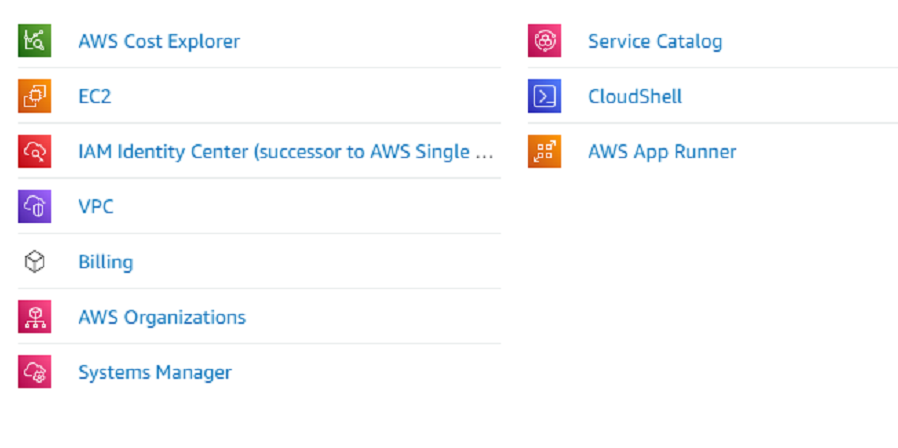 AWS Cost Explorer
EC2
IAM Identity Center (successor to AWS Single ...
VPC
Billing
AWS Organizations
Systems Manager
Service Catalog
CloudShell
AWS App Runner